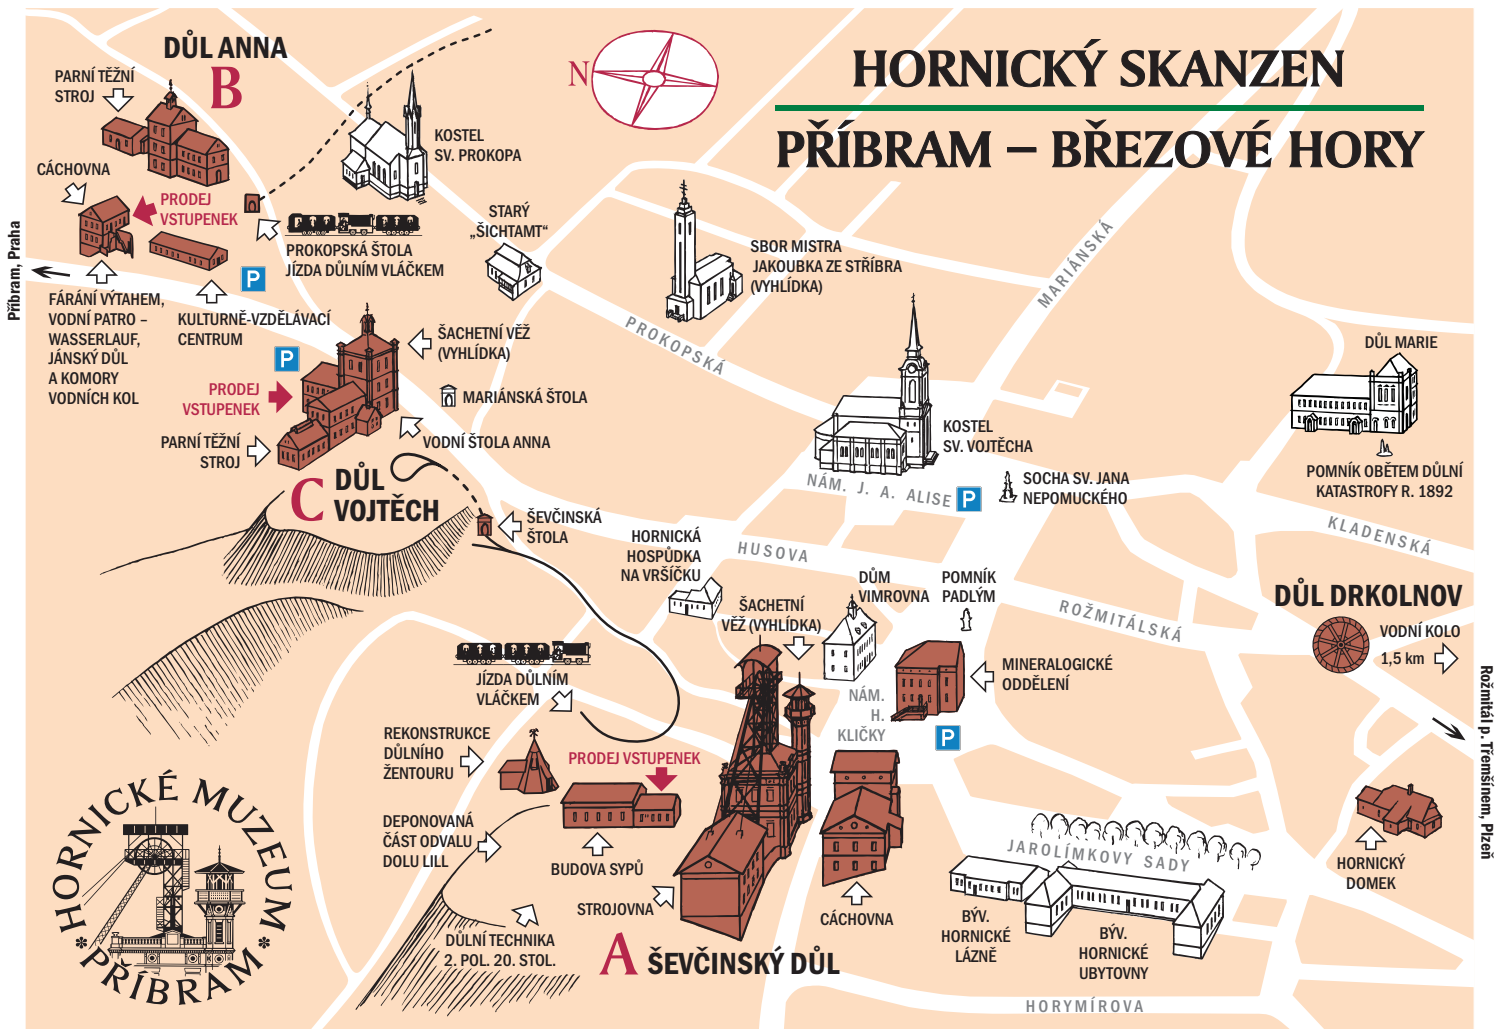 HORNICKÝ SKANZEN
PŘÍBRAM – BŘEZOVÉ HORY
N
DŮL ANNA
B
PARNÍ TĚŽNÍ
STROJ
CÁCHOVNA
PRODEJ
VSTUPENEK
KOSTEL
SV. PROKOPA
PROKOPSKÁ ŠTOLA
JÍZDA DŮLNÍM VLÁČKEM
STARÝ
„ŠICHTAMT“
SBOR MISTRA
JAKOUBKA ZE STŘÍBRA
(VYHLÍDKA)
MARIÁNSKÁ
Příbram, Praha
P
FÁRÁNÍ VÝTAHEM,
VODNÍ PATRO –
WASSERLAUF,
JÁNSKÝ DŮL
A KOMORY
VODNÍCH KOL
KULTURNĚ-VZDĚLÁVACÍ
CENTRUM
P
ŠACHETNÍ VĚŽ
(VYHLÍDKA)
PRODEJ
VSTUPENEK
MARIÁNSKÁ ŠTOLA
VODNÍ ŠTOLA ANNA
PARNÍ TĚŽNÍ
STROJ
C
DŮL
VOJTĚCH
PROKOPSKÁ
KOSTEL
SV. VOJTĚCHA
NÁM. J. A. ALISE
P
SOCHA SV. JANA
NEPOMUCKÉHO
DŮL MARIE
POMNÍK OBĚTEM DŮLNÍ
KATASTROFY R. 1892
KLADENSKÁ
ŠEVČINSKÁ
ŠTOLA
HORNICKÁ
HOSPŮDKA
NA VRŠÍČKU
HUSOVA
ŠACHETNÍ
VĚŽ (VYHLÍDKA)
DŮM
VIMROVNA
POMNÍK
PADLÝM
ROŽMITÁLSKÁ
DŮL DRKOLNOV
VODNÍ KOLO
1,5 km
Rožmitál p. Třemšínem, Plzeň
MINERALOGICKÉ
ODDĚLENÍ
NÁM.
H.
KLIČKY
P
JÍZDA DŮLNÍM
VLÁČKEM
REKONSTRUKCE
DŮLNÍHO
ŽENTOURU
PRODEJ VSTUPENEK
DEPONOVANÁ
ČÁST ODVALU
DOLU LILL
BUDOVA SYPŮ
STROJOVNA
CÁCHOVNA
DŮLNÍ TECHNIKA
2. POL. 20. STOL.
A
ŠEVČINSKÝ DŮL
JAROLÍMKOVY SADY
BÝV.
HORNICKÉ
LÁZNĚ
BÝV.
HORNICKÉ
UBYTOVNY
HORNICKÝ
DOMEK
HORYMÍROVA
HORNICKÉ MUZEUM
* PŘÍBRAM *